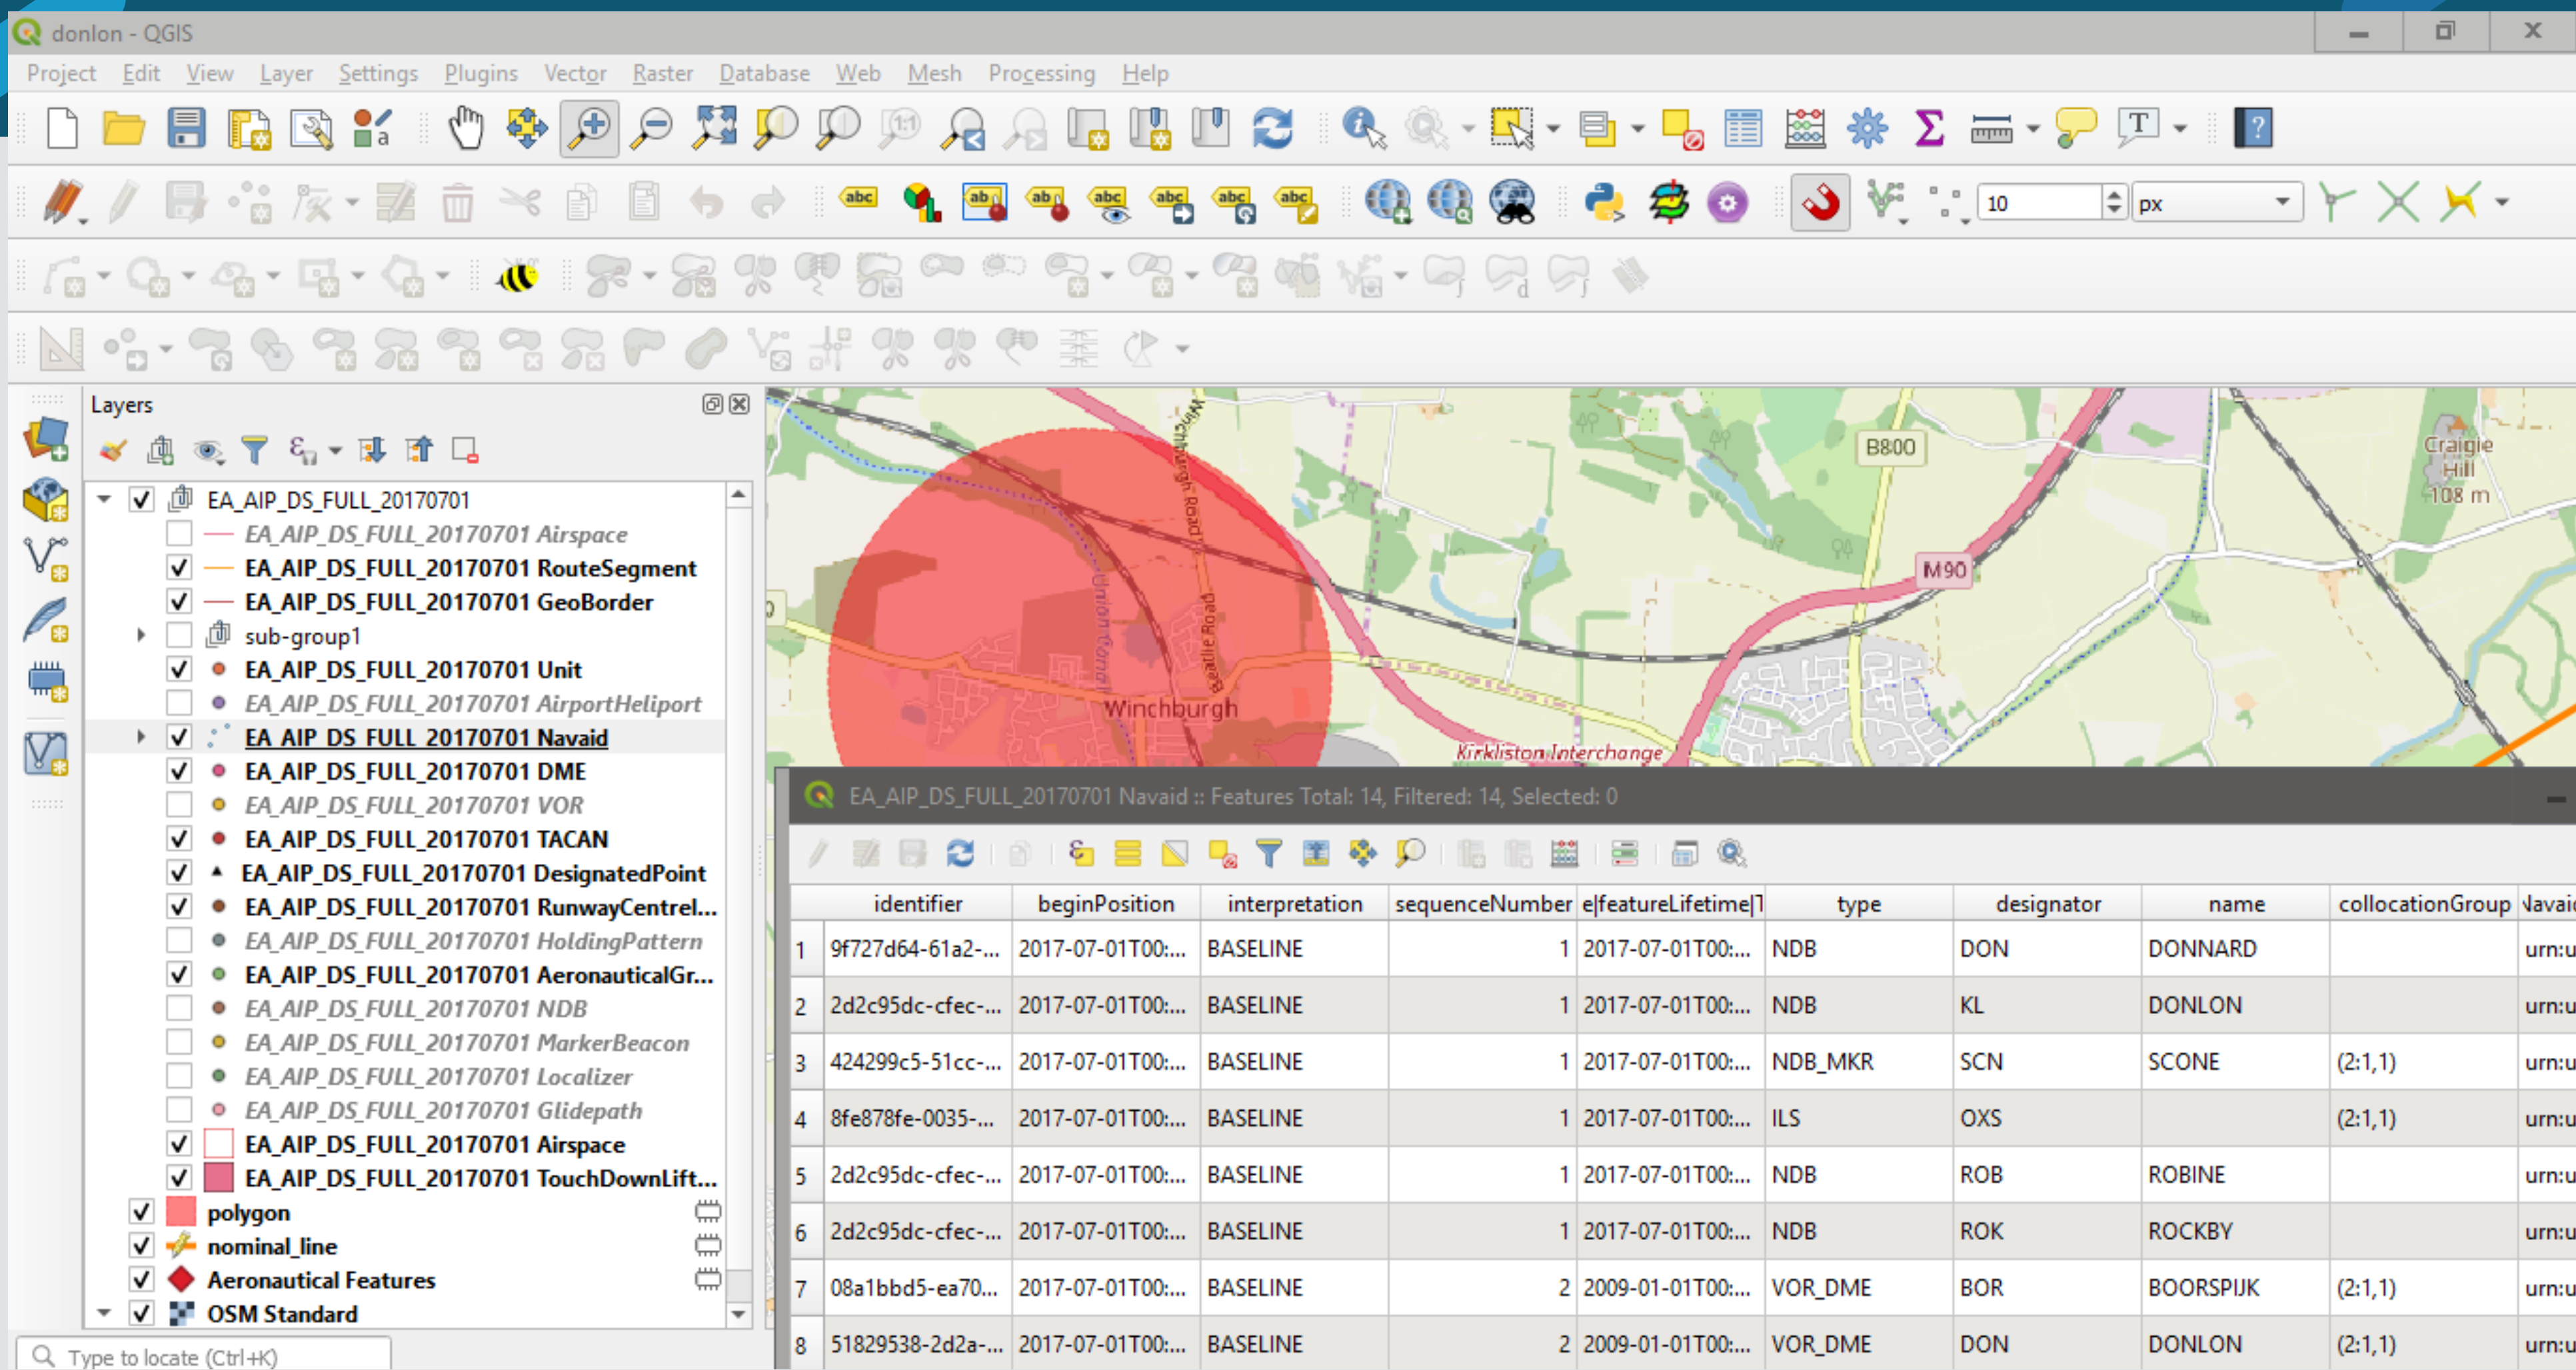 donlon - QGIS
Project Edit View Layer Settings Plugins Vector Raster Database Web Mesh Processing Help
10 px
Layers
EA_AIP_DS_FULL_20170701
EA_AIP_DS_FULL_20170701 Airspace
EA_AIP_DS_FULL_20170701 RouteSegment
EA_AIP_DS_FULL_20170701 GeoBorder
sub-group1
EA_AIP_DS_FULL_20170701 Unit
EA_AIP_DS_FULL_20170701 AirportHeliport
EA_AIP_DS_FULL_20170701 Navaid
EA_AIP_DS_FULL_20170701 DME
EA_AIP_DS_FULL_20170701 VOR
EA_AIP_DS_FULL_20170701 TACAN
EA_AIP_DS_FULL_20170701 DesignatedPoint
EA_AIP_DS_FULL_20170701 RunwayCentrel...
EA_AIP_DS_FULL_20170701 HoldingPattern
EA_AIP_DS_FULL_20170701 AeronauticalGr...
EA_AIP_DS_FULL_20170701 NDB
EA_AIP_DS_FULL_20170701 MarkerBeacon
EA_AIP_DS_FULL_20170701 Localizer
EA_AIP_DS_FULL_20170701 Glidepath
EA_AIP_DS_FULL_20170701 Airspace
EA_AIP_DS_FULL_20170701 TouchDownLift...
polygon
nominal_line
Aeronautical Features
OSM Standard
Type to locate (Ctrl+K)
Winchburgh Road
Beatlie Road
Union Canal
Winchburgh
Kirkliston Interchange
B800
M90
Craigie
Hill
108 m
EA_AIP_DS_FULL_20170701 Navaid :: Features Total: 14, Filtered: 14, Selected: 0
identifier beginPosition interpretation sequenceNumber e|featureLifetime|T type designator name collocationGroup Navaid
1 9f727d64-61a2-... 2017-07-01T00:... BASELINE 1 2017-07-01T00:... NDB DON DONNARD urn:u
2 2d2c95dc-cfec-... 2017-07-01T00:... BASELINE 1 2017-07-01T00:... NDB KL DONLON urn:u
3 424299c5-51cc-... 2017-07-01T00:... BASELINE 1 2017-07-01T00:... NDB_MKR SCN SCONE (2:1,1) urn:u
4 8fe878fe-0035-... 2017-07-01T00:... BASELINE 1 2017-07-01T00:... ILS OXS (2:1,1) urn:u
5 2d2c95dc-cfec-... 2017-07-01T00:... BASELINE 1 2017-07-01T00:... NDB ROB ROBINE urn:u
6 2d2c95dc-cfec-... 2017-07-01T00:... BASELINE 1 2017-07-01T00:... NDB ROK ROCKBY urn:u
7 08a1bbd5-ea70... 2017-07-01T00:... BASELINE 2 2009-01-01T00:... VOR_DME BOR BOORSPIJK (2:1,1) urn:u
8 51829538-2d2a-... 2017-07-01T00:... BASELINE 2 2009-01-01T00:... VOR_DME DON DONLON (2:1,1) urn:u